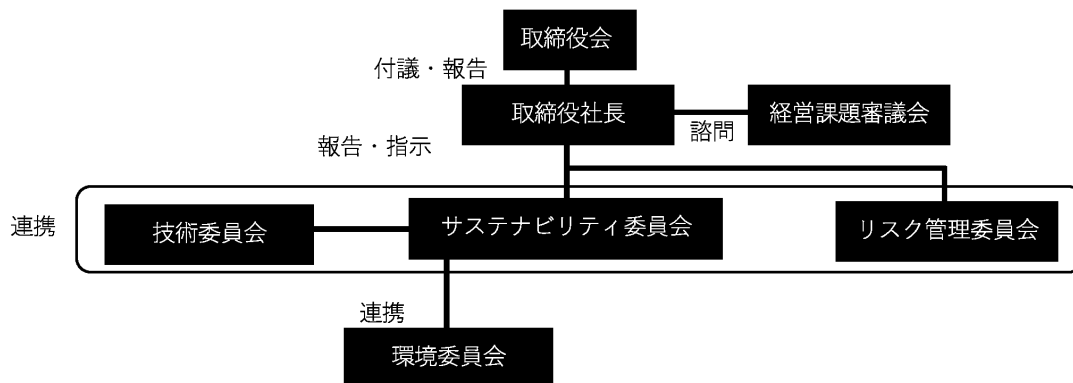 取締役会
付議・報告
取締役社長
経営課題審議会
諮問
報告・指示
連携
技術委員会
サステナビリティ委員会
リスク管理委員会
連携
環境委員会